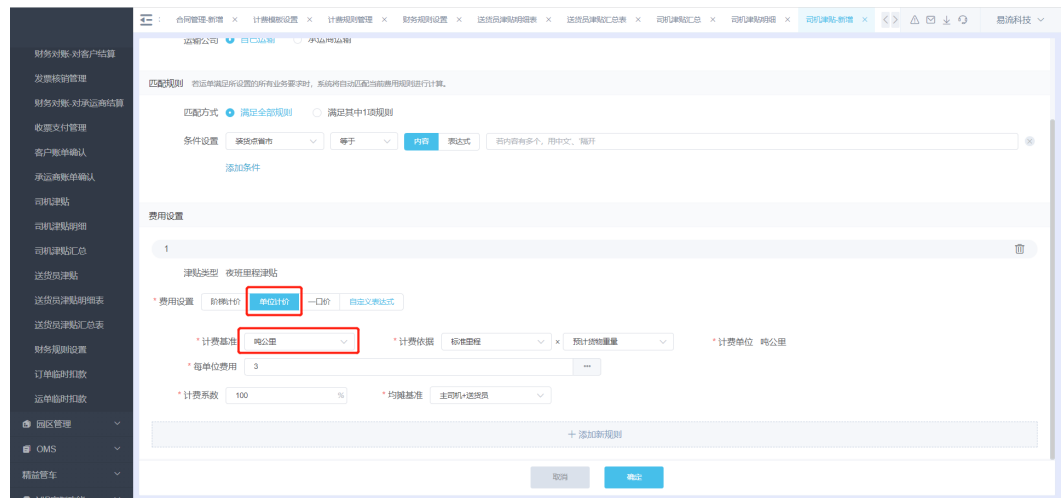 合同管理-新增 × 计费模板设置 × 计费规则管理 × 财务规则设置 × 送货员津贴明细表 × 送货员津贴汇总表 × 司机津贴汇总 × 司机津贴明细 × 司机津贴-新增 × 易流科技
运输公司 自己运输 承运商运输
财务对账-对客户结算
发票核销管理
财务对账-对承运商结算
收票支付管理
客户账单确认
承运商账单确认
司机津贴
司机津贴明细
司机津贴汇总
送货员津贴
送货员津贴明细表
送货员津贴汇总表
财务规则设置
订单临时扣款
运单临时扣款
园区管理
OMS
精益管车
匹配规则 若运单满足所设置的所有业务要求时，系统将自动匹配当前费用规则进行计算。
匹配方式 满足全部规则 满足其中1项规则
条件设置 装货点省市 等于 内容 表达式 若内容有多个，用中文、隔开
添加条件
费用设置
1
津贴类型 夜班里程津贴
* 费用设置 阶梯计价 单位计价 一口价 自定义表达式
* 计费基准 吨公里 * 计费依据 标准里程 × 预计货物重量 * 计费单位 吨公里
* 每单位费用 3 ...
* 计费系数 100 % * 均摊基准 主司机+送货员
+ 添加新规则
取消 确定